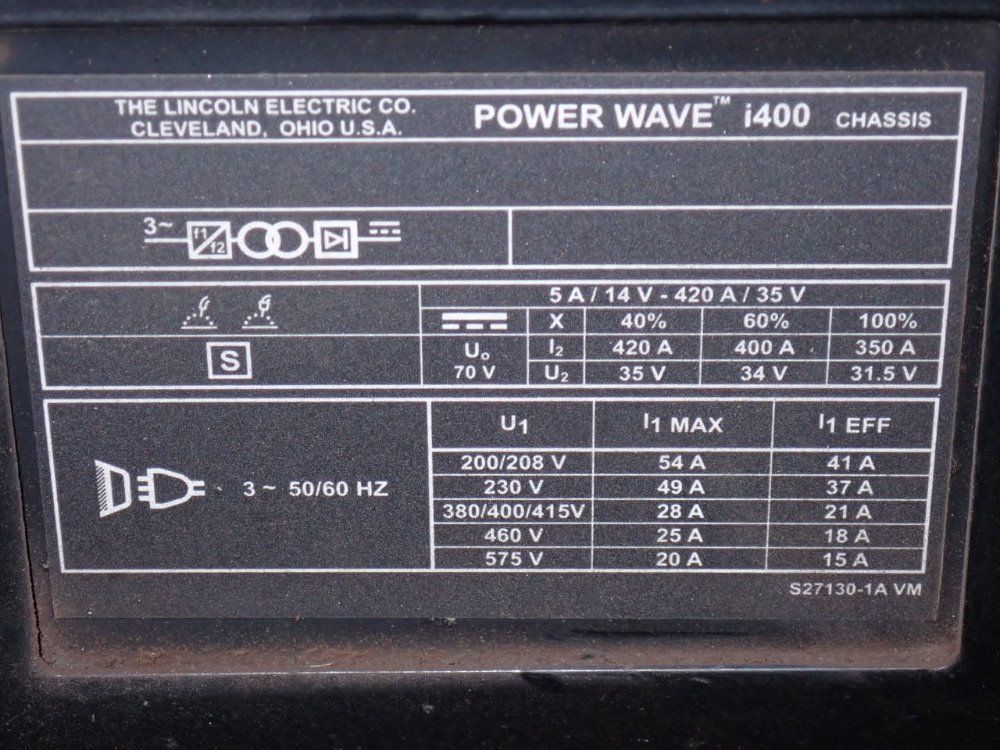 THE LINCOLN ELECTRIC CO.
CLEVELAND, OHIO U.S.A.
POWER WAVE™ i400 CHASSIS
3~ f1/f2
5 A / 14 V - 420 A / 35 V
X 40% 60% 100%
S
U₀ 70 V
I₂ 420 A 400 A 350 A
U₂ 35 V 34 V 31.5 V
U₁ I₁ MAX I₁ EFF
200/208 V 54 A 41 A
230 V 49 A 37 A
3 ~ 50/60 HZ
380/400/415V 28 A 21 A
460 V 25 A 18 A
575 V 20 A 15 A
S27130-1A VM